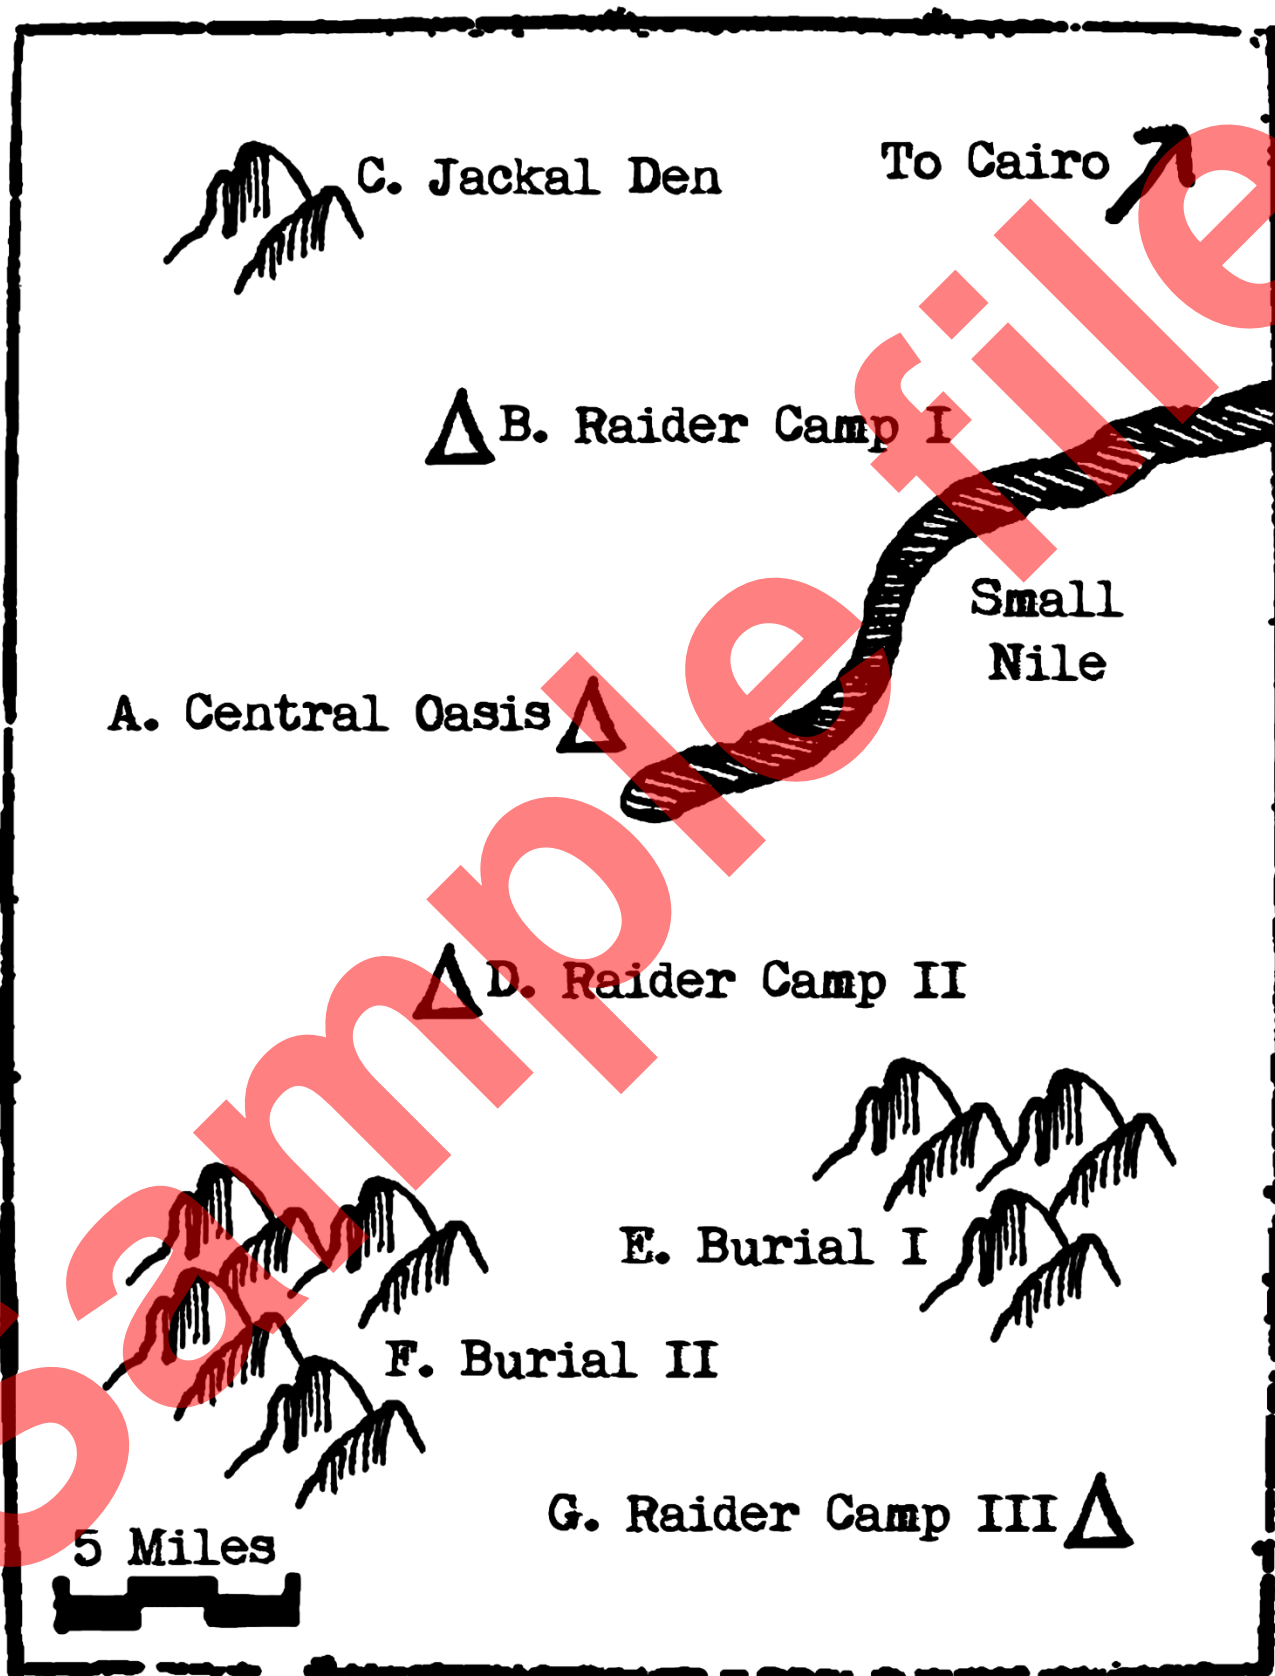 C. Jackal Den
To Cairo
B. Raider Camp I
Small
Nile
A. Central Oasis
D. Raider Camp II
E. Burial I
F. Burial II
G. Raider Camp III
5 Miles
Sample file